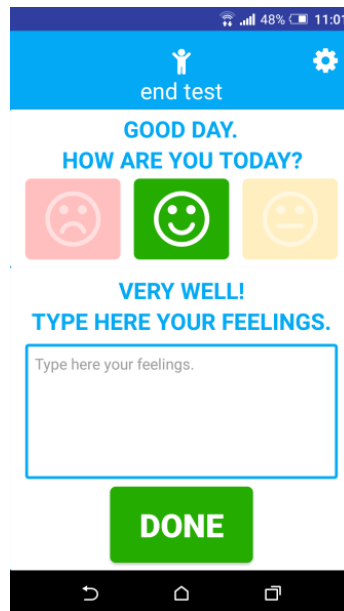 48% 11:01
end test
GOOD DAY.
HOW ARE YOU TODAY?
VERY WELL!
TYPE HERE YOUR FEELINGS.
Type here your feelings.
DONE